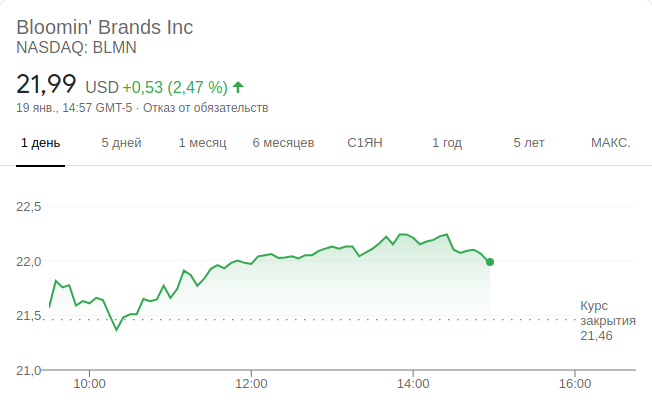 Bloomin' Brands Inc
NASDAQ: BLMN
21,99 USD +0,53 (2,47 %)
19 янв., 14:57 GMT-5 · Отказ от обязательств
1 день 5 дней 1 месяц 6 месяцев С1ЯН 1 год 5 лет МАКС.
22,5
22,0
21,5
21,0
Курс
закрытия
21,46
10:00 12:00 14:00 16:00